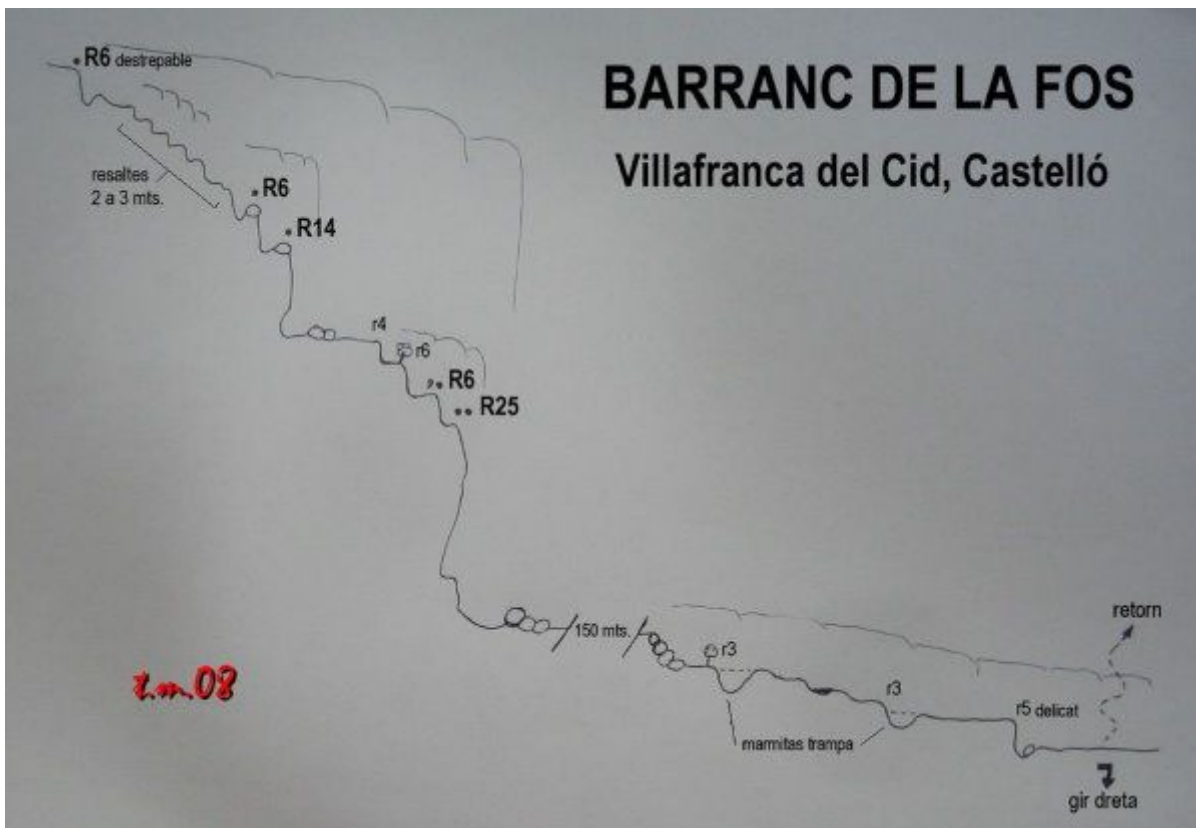 BARRANC DE LA FOS
Villafranca del Cid, Castelló
R6 destrepable
resaltes
2 a 3 mts.
R6
R14
r4
r6
R6
R25
150 mts.
r3
r3
marmitas trampa
r5 delicat
retorn
gir dreta
t.m.08